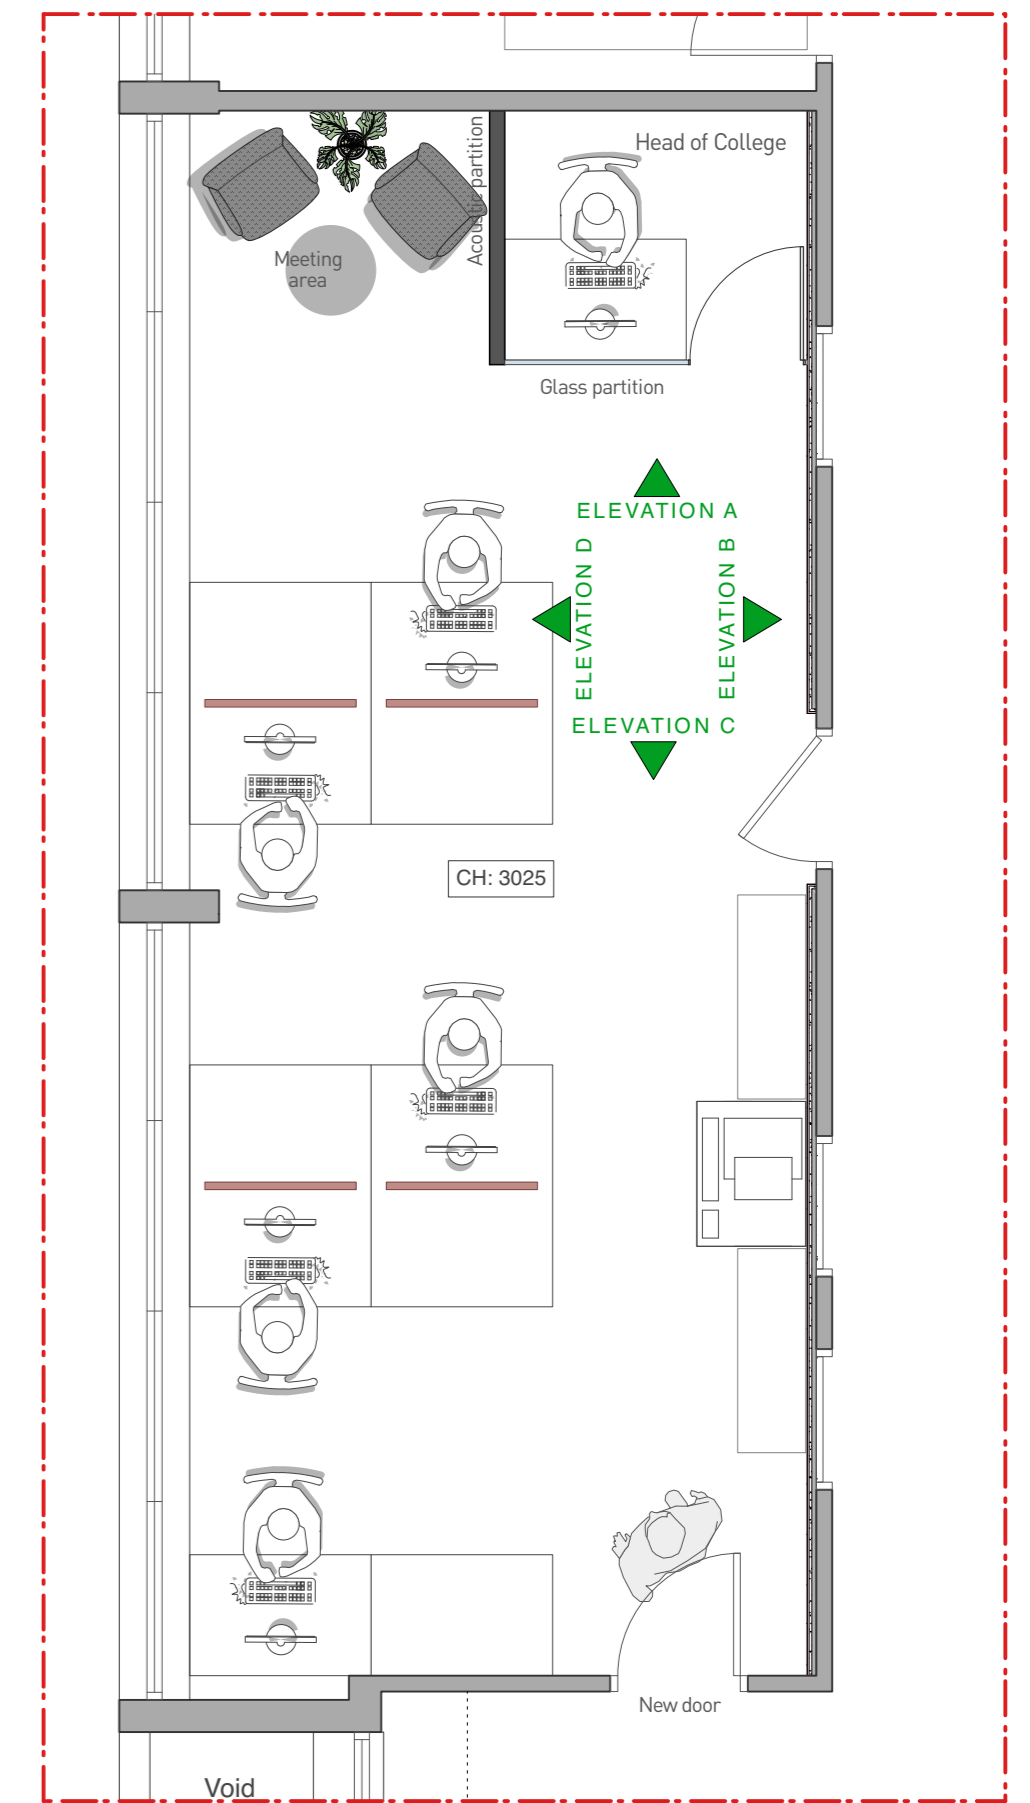 Acoustic partition
Head of College
Meeting
area
Glass partition
ELEVATION A
ELEVATION D
ELEVATION B
ELEVATION C
CH: 3025
New door
Void